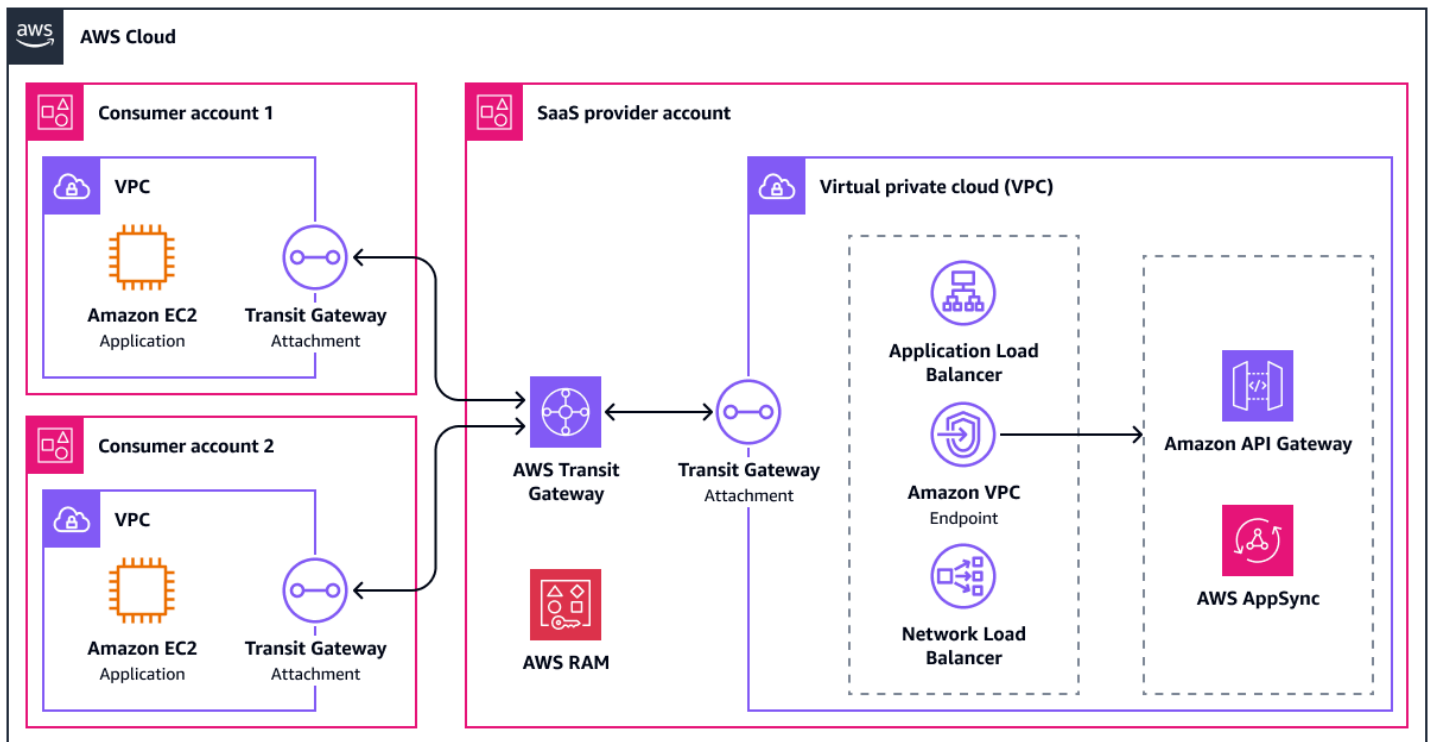 aws
AWS Cloud
Consumer account 1
VPC
Amazon EC2
Application
Transit Gateway
Attachment
Consumer account 2
VPC
Amazon EC2
Application
Transit Gateway
Attachment
SaaS provider account
AWS Transit
Gateway
AWS RAM
Transit Gateway
Attachment
Virtual private cloud (VPC)
Application Load
Balancer
Amazon VPC
Endpoint
Network Load
Balancer
</>
Amazon API Gateway
AWS AppSync